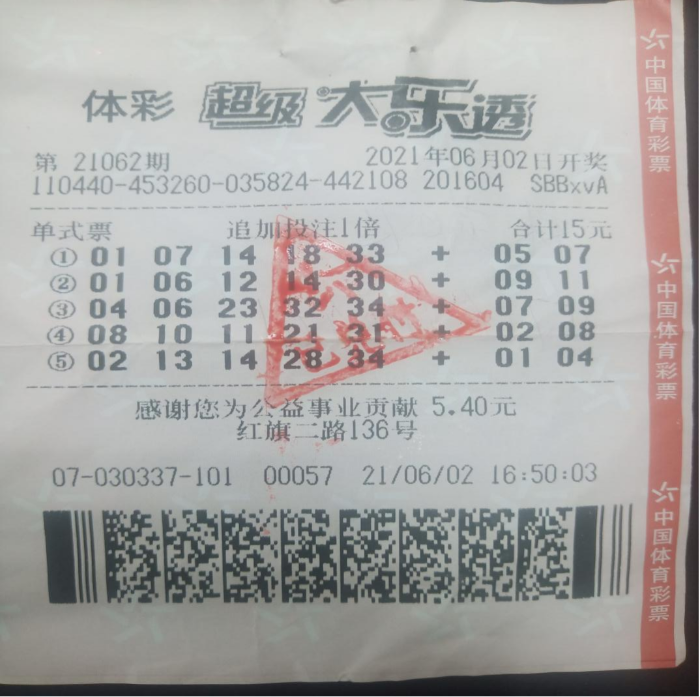 体彩 超级大乐透
第 21062期 2021年06月02日开奖
110440-453260-035824-442108 201604 SBBxvA
单式票 追加投注1倍 合计15元
① 01 07 14 18 33 + 05 07
② 01 06 12 14 30 + 09 11
③ 04 06 23 32 34 + 07 09
④ 08 10 11 21 31 + 02 08
⑤ 02 13 14 28 34 + 01 04
感谢您为公益事业贡献 5.40元
红旗二路136号
07-030337-101 00057 21/06/02 16:50:03
中国体育彩票
中国体育彩票
中国体育彩票